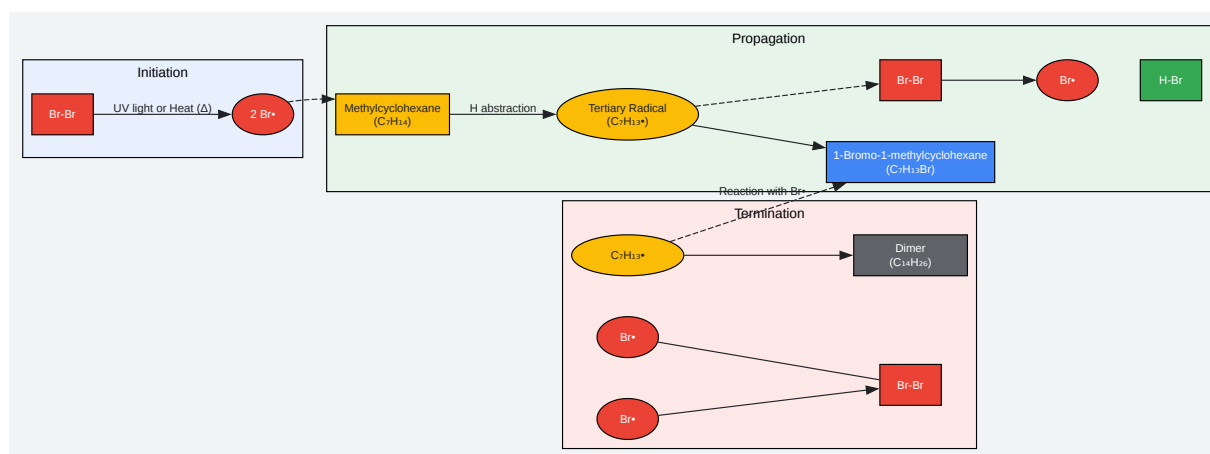 Initiation
Br-Br
UV light or Heat (Δ)
2 Br•
Propagation
Methylcyclohexane
(C₇H₁₄)
H abstraction
Tertiary Radical
(C₇H₁₃•)
Br-Br
Br•
H-Br
1-Bromo-1-methylcyclohexane
(C₇H₁₃Br)
Reaction with Br•
Termination
C₇H₁₃•
Dimer
(C₁₄H₂₆)
Br•
Br-Br
Br•